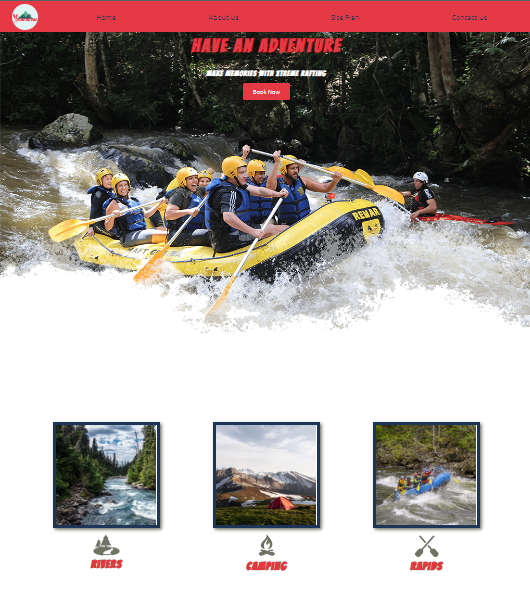 Home
About Us
Site Plan
Contact us
HAVE AN ADVENTURE
MAKE MEMORIES WITH XTREME RAFTING
Book Now
REMAR
RIVERS
CAMPING
RAPIDS